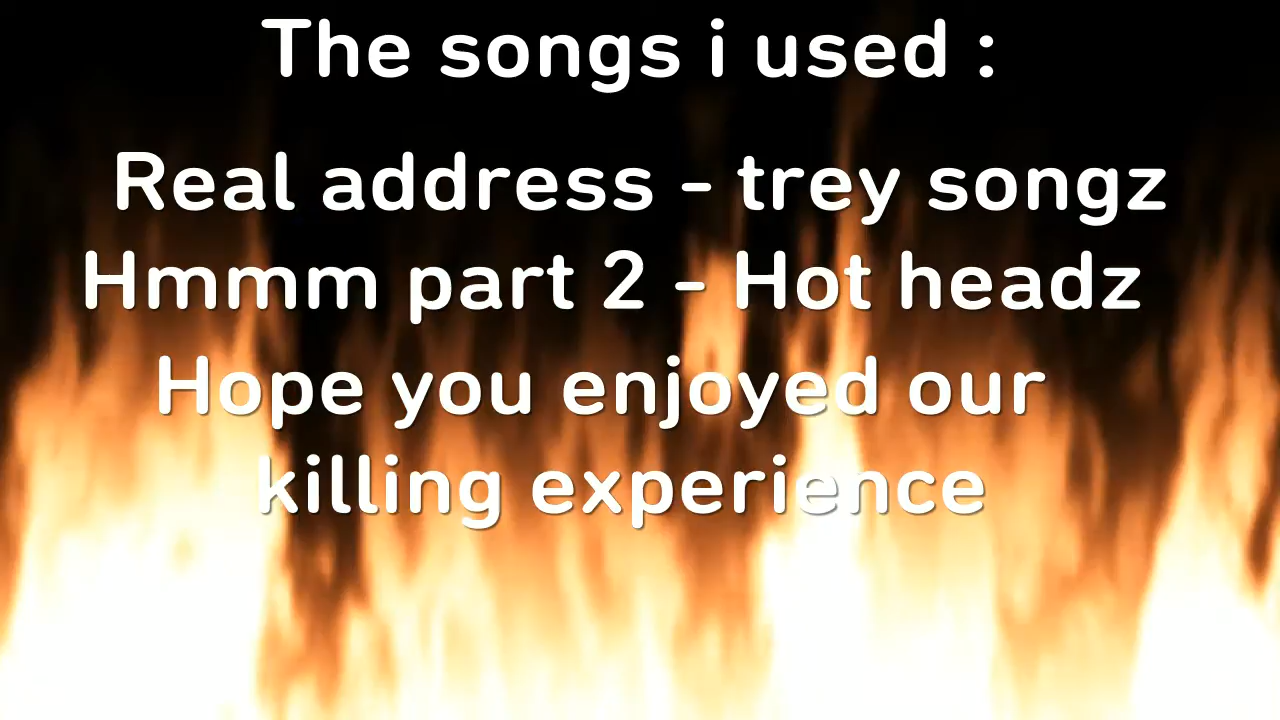 The songs i used :
Real address - trey songz
Hmmm part 2 - Hot headz
Hope you enjoyed our
killing experience